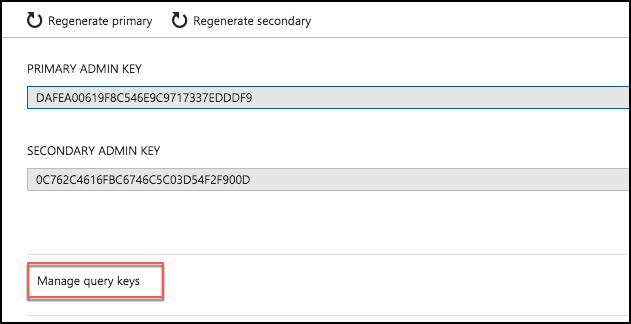 Regenerate primary Regenerate secondary
PRIMARY ADMIN KEY
DAFEA00619F8C546E9C9717337EDDDF9
SECONDARY ADMIN KEY
0C762C4616FBC6746C5C03D54F2F900D
Manage query keys